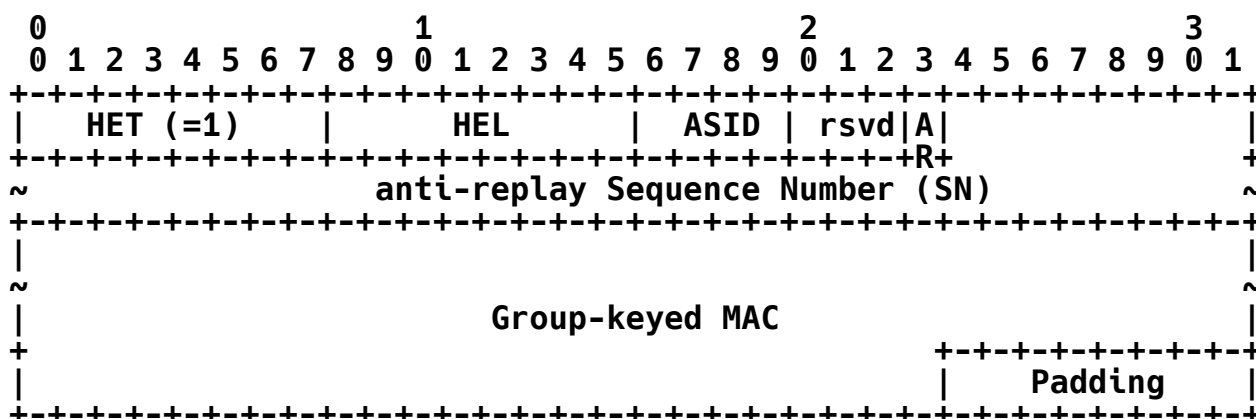 0                   1                   2                   3
 0 1 2 3 4 5 6 7 8 9 0 1 2 3 4 5 6 7 8 9 0 1 2 3 4 5 6 7 8 9 0 1
+-+-+-+-+-+-+-+-+-+-+-+-+-+-+-+-+-+-+-+-+-+-+-+-+-+-+-+-+-+-+-+-+
|   HET (=1)    |      HEL      |  ASID | rsvd|A|               |
+-+-+-+-+-+-+-+-+-+-+-+-+-+-+-+-+-+-+-+-+-+-+-+R+               +
~                  anti-replay Sequence Number (SN)             ~
+-+-+-+-+-+-+-+-+-+-+-+-+-+-+-+-+-+-+-+-+-+-+-+-+-+-+-+-+-+-+-+-+
|                                                               |
~                                                               ~
|                        Group-keyed MAC                        |
+                                               +-+-+-+-+-+-+-+-+
|                                               |    Padding    |
+-+-+-+-+-+-+-+-+-+-+-+-+-+-+-+-+-+-+-+-+-+-+-+-+-+-+-+-+-+-+-+-+